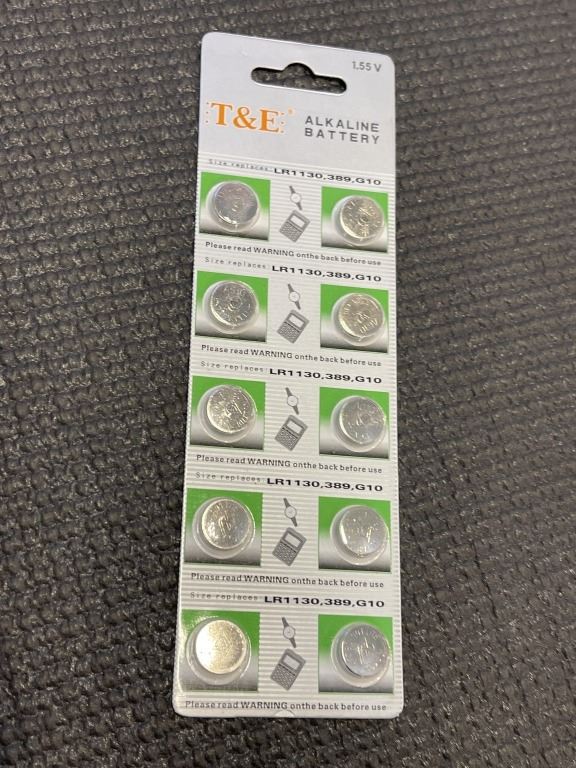 1.55 V
T&E® ALKALINE
BATTERY
Size replaces LR1130,389,G10
Please read WARNING onthe back before use
Size replaces LR1130,389,G10
Please read WARNING onthe back before use
Size replaces LR1130,389,G10
Please read WARNING onthe back before use
Size replaces LR1130,389,G10
Please read WARNING onthe back before use
Size replaces LR1130,389,G10
Please read WARNING onthe back before use